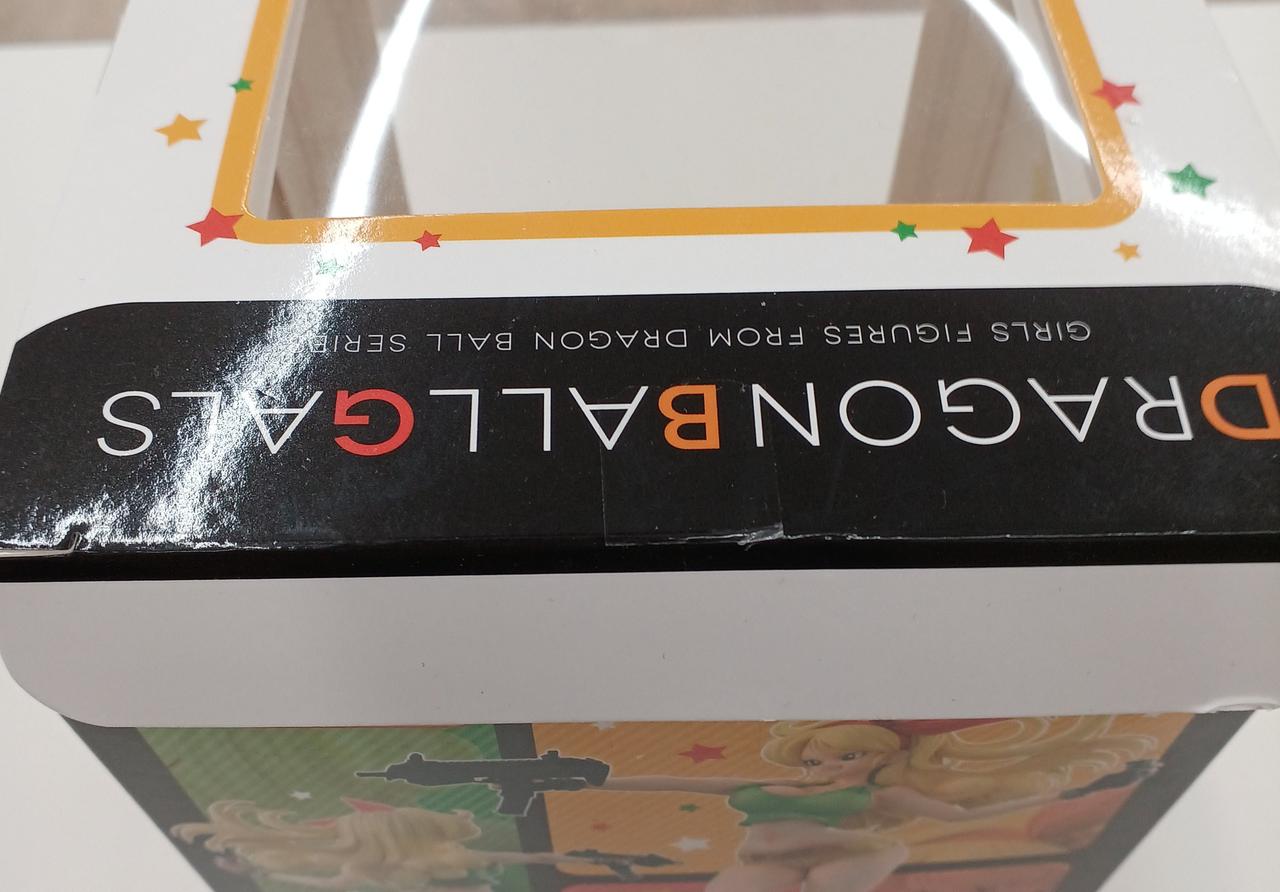 DRAGONBALLGALS
GIRLS FIGURES FROM DRAGON BALL SERIES